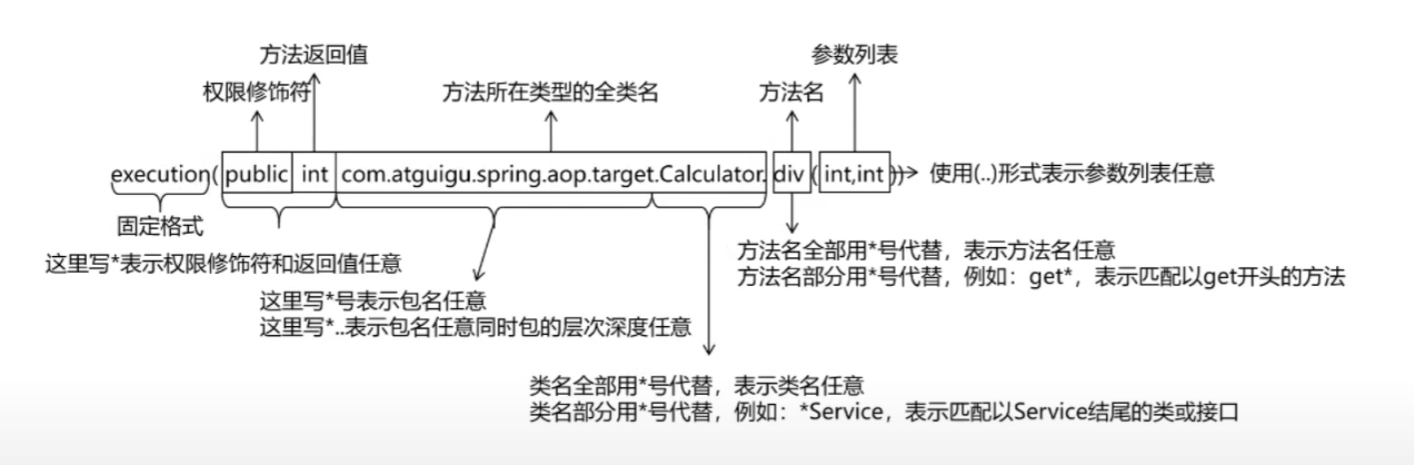 方法返回值
参数列表
权限修饰符
方法所在类型的全类名
方法名
execution(public int com.atguigu.spring.aop.target.Calculator.div(int,int))
使用(..)形式表示参数列表任意
固定格式
这里写*表示权限修饰符和返回值任意
方法名全部用*号代替，表示方法名任意
方法名部分用*号代替，例如：get*，表示匹配以get开头的方法
这里写*号表示包名任意
这里写*..表示包名任意同时包的层次深度任意
类名全部用*号代替，表示类名任意
类名部分用*号代替，例如：*Service，表示匹配以Service结尾的类或接口